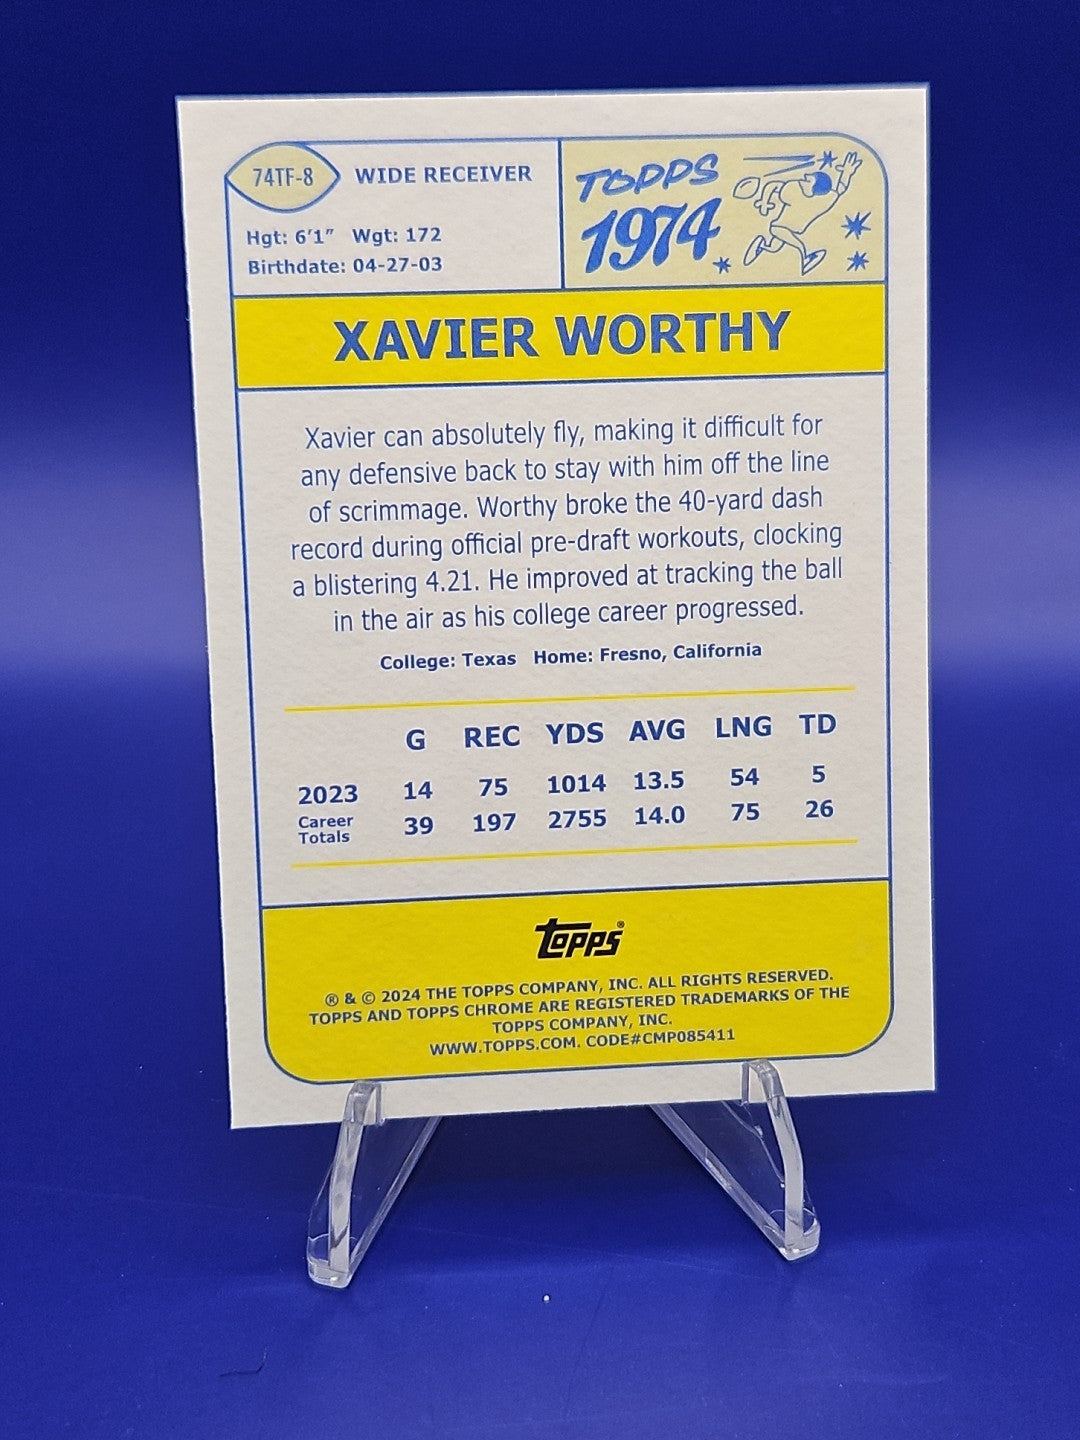 74TF-8 WIDE RECEIVER
Hgt: 6'1" Wgt: 172
Birthdate: 04-27-03
TOPPS
1974
XAVIER WORTHY
Xavier can absolutely fly, making it difficult for
any defensive back to stay with him off the line
of scrimmage. Worthy broke the 40-yard dash
record during official pre-draft workouts, clocking
a blistering 4.21. He improved at tracking the ball
in the air as his college career progressed.
College: Texas Home: Fresno, California
G REC YDS AVG LNG TD
2023 14 75 1014 13.5 54 5
Career Totals 39 197 2755 14.0 75 26
Topps®
® & © 2024 THE TOPPS COMPANY, INC. ALL RIGHTS RESERVED.
TOPPS AND TOPPS CHROME ARE REGISTERED TRADEMARKS OF THE
TOPPS COMPANY, INC.
WWW.TOPPS.COM. CODE#CMP085411